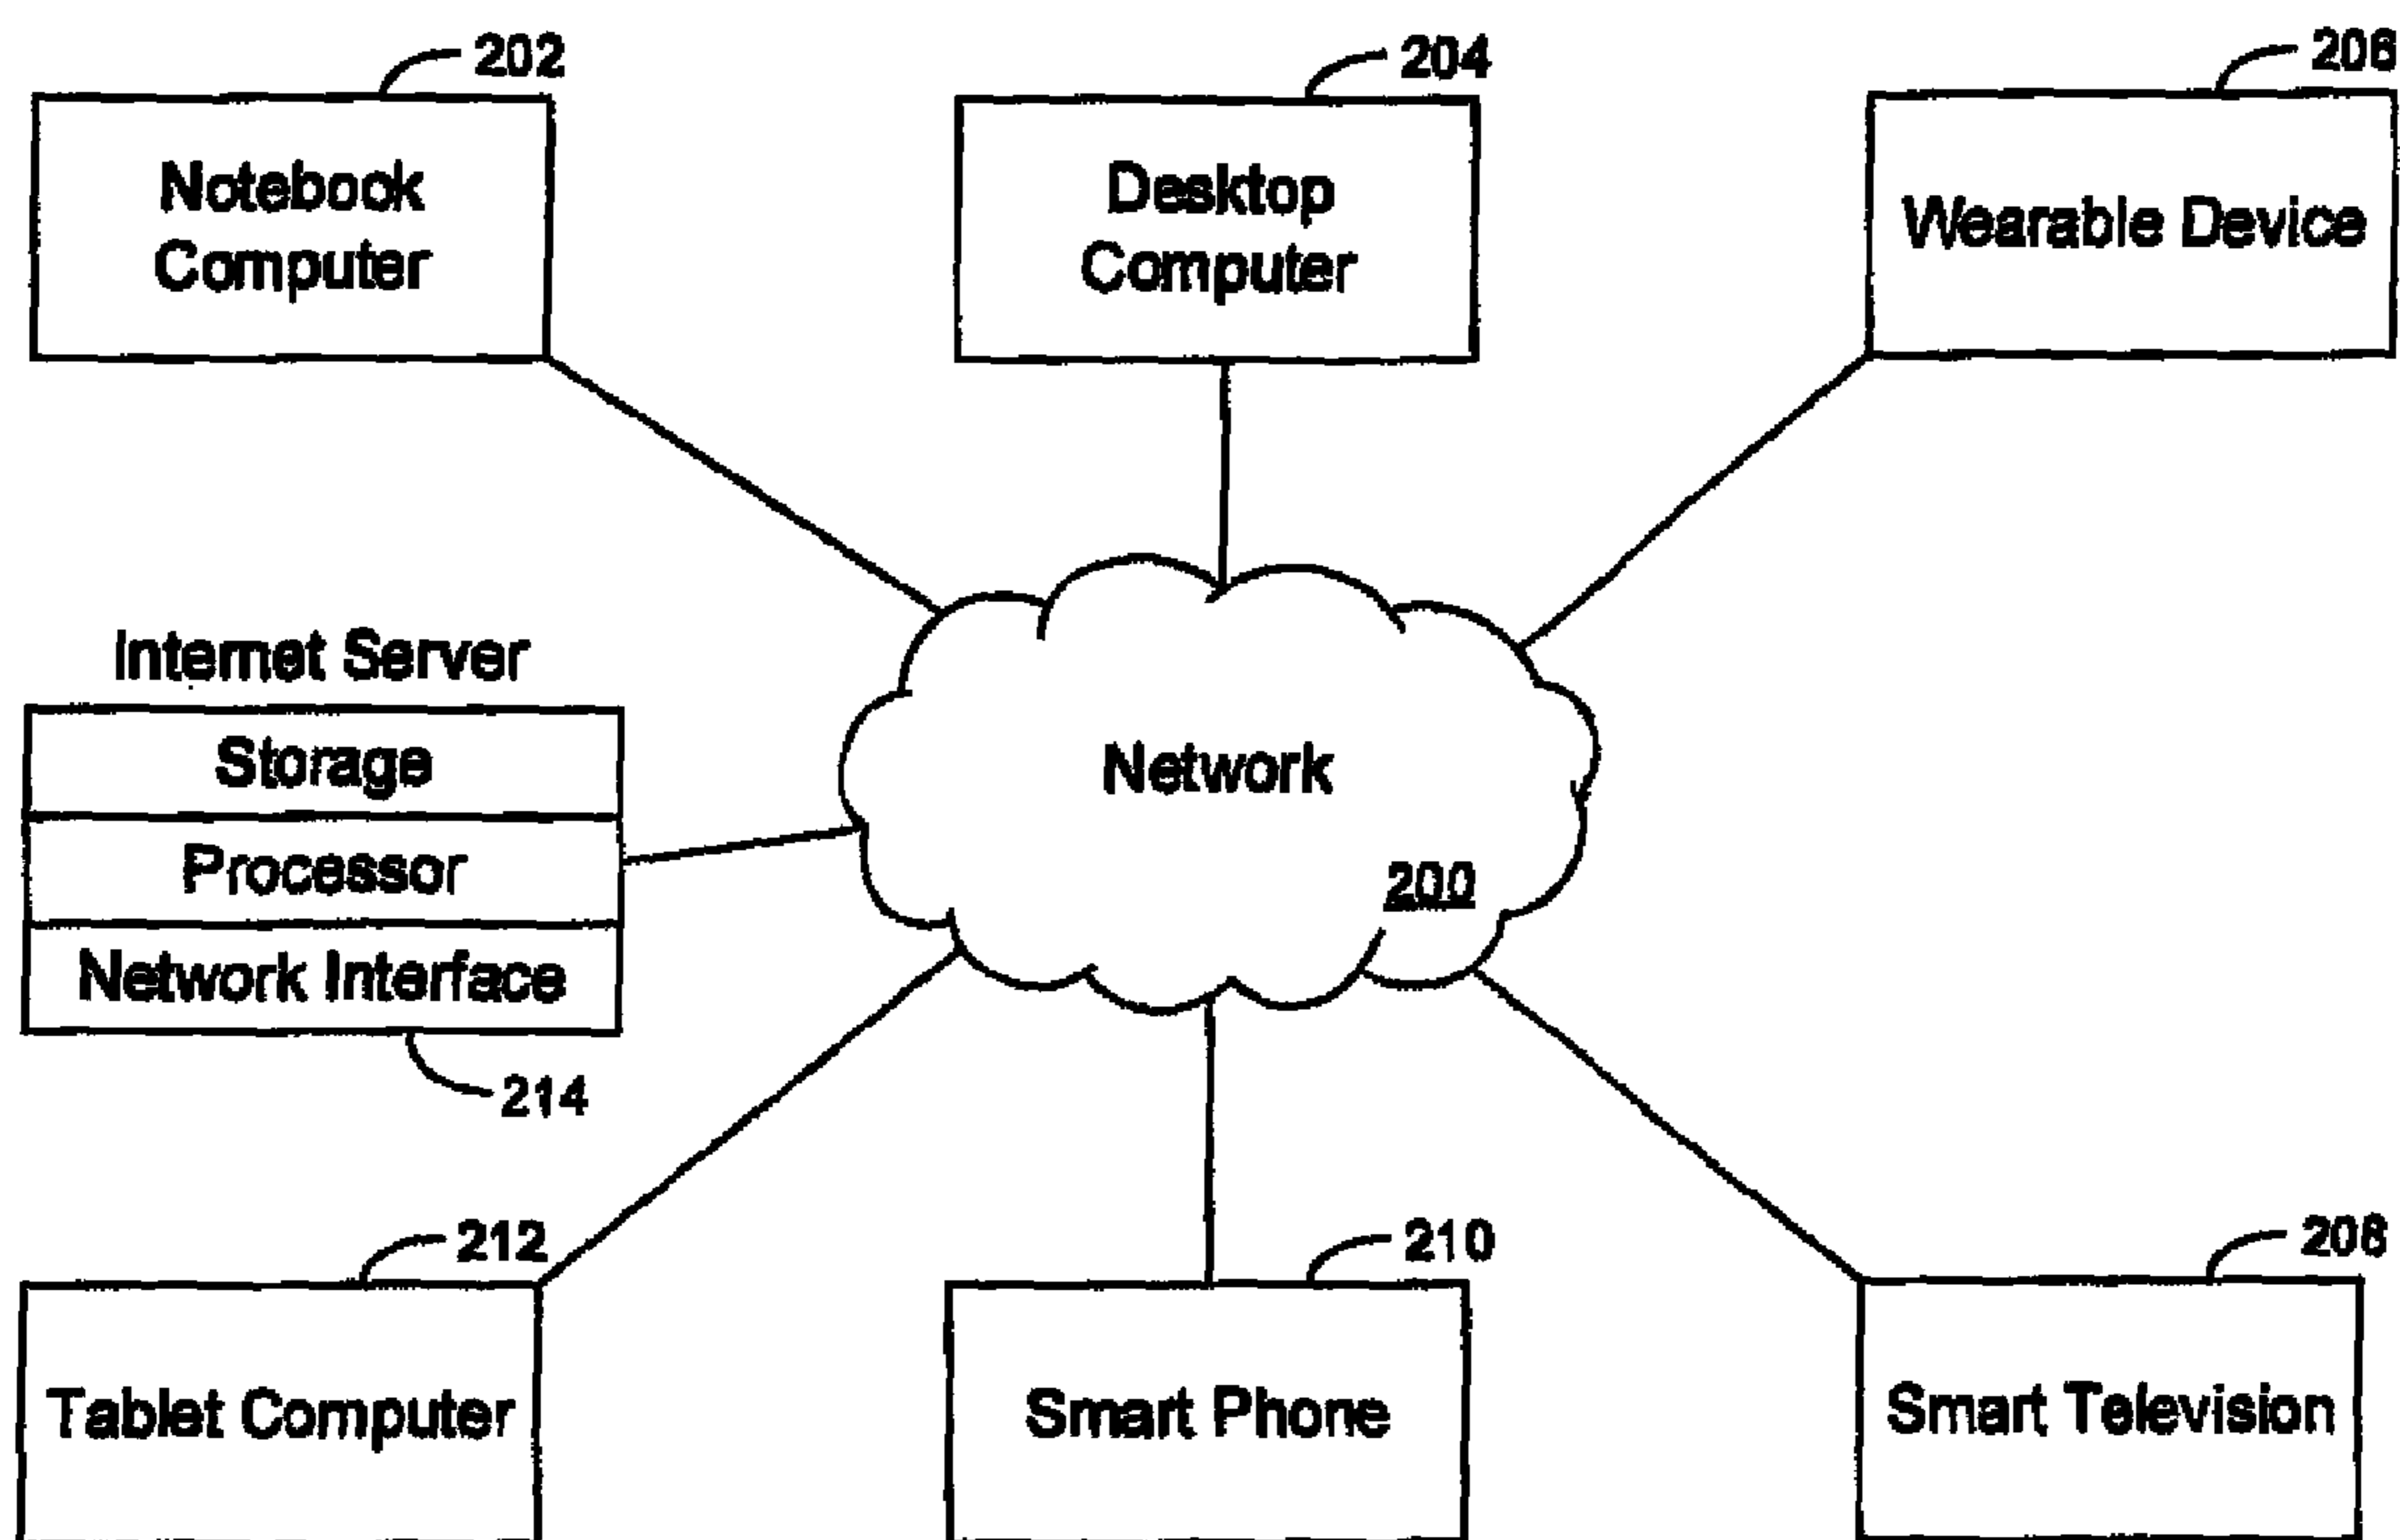 202
204
206
Notebook
Computer
Desktop
Computer
Wearable Device
Internet Server
Storage
Processor
Network Interface
214
Network
200
212
210
208
Tablet Computer
Smart Phone
Smart Television